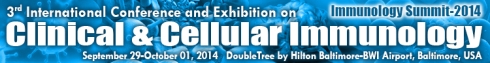 3rd International Conference and Exhibition on
Immunology Summit-2014
Clinical & Cellular Immunology
September 29-October 01, 2014 DoubleTree by Hilton Baltimore-BWI Airport, Baltimore, USA